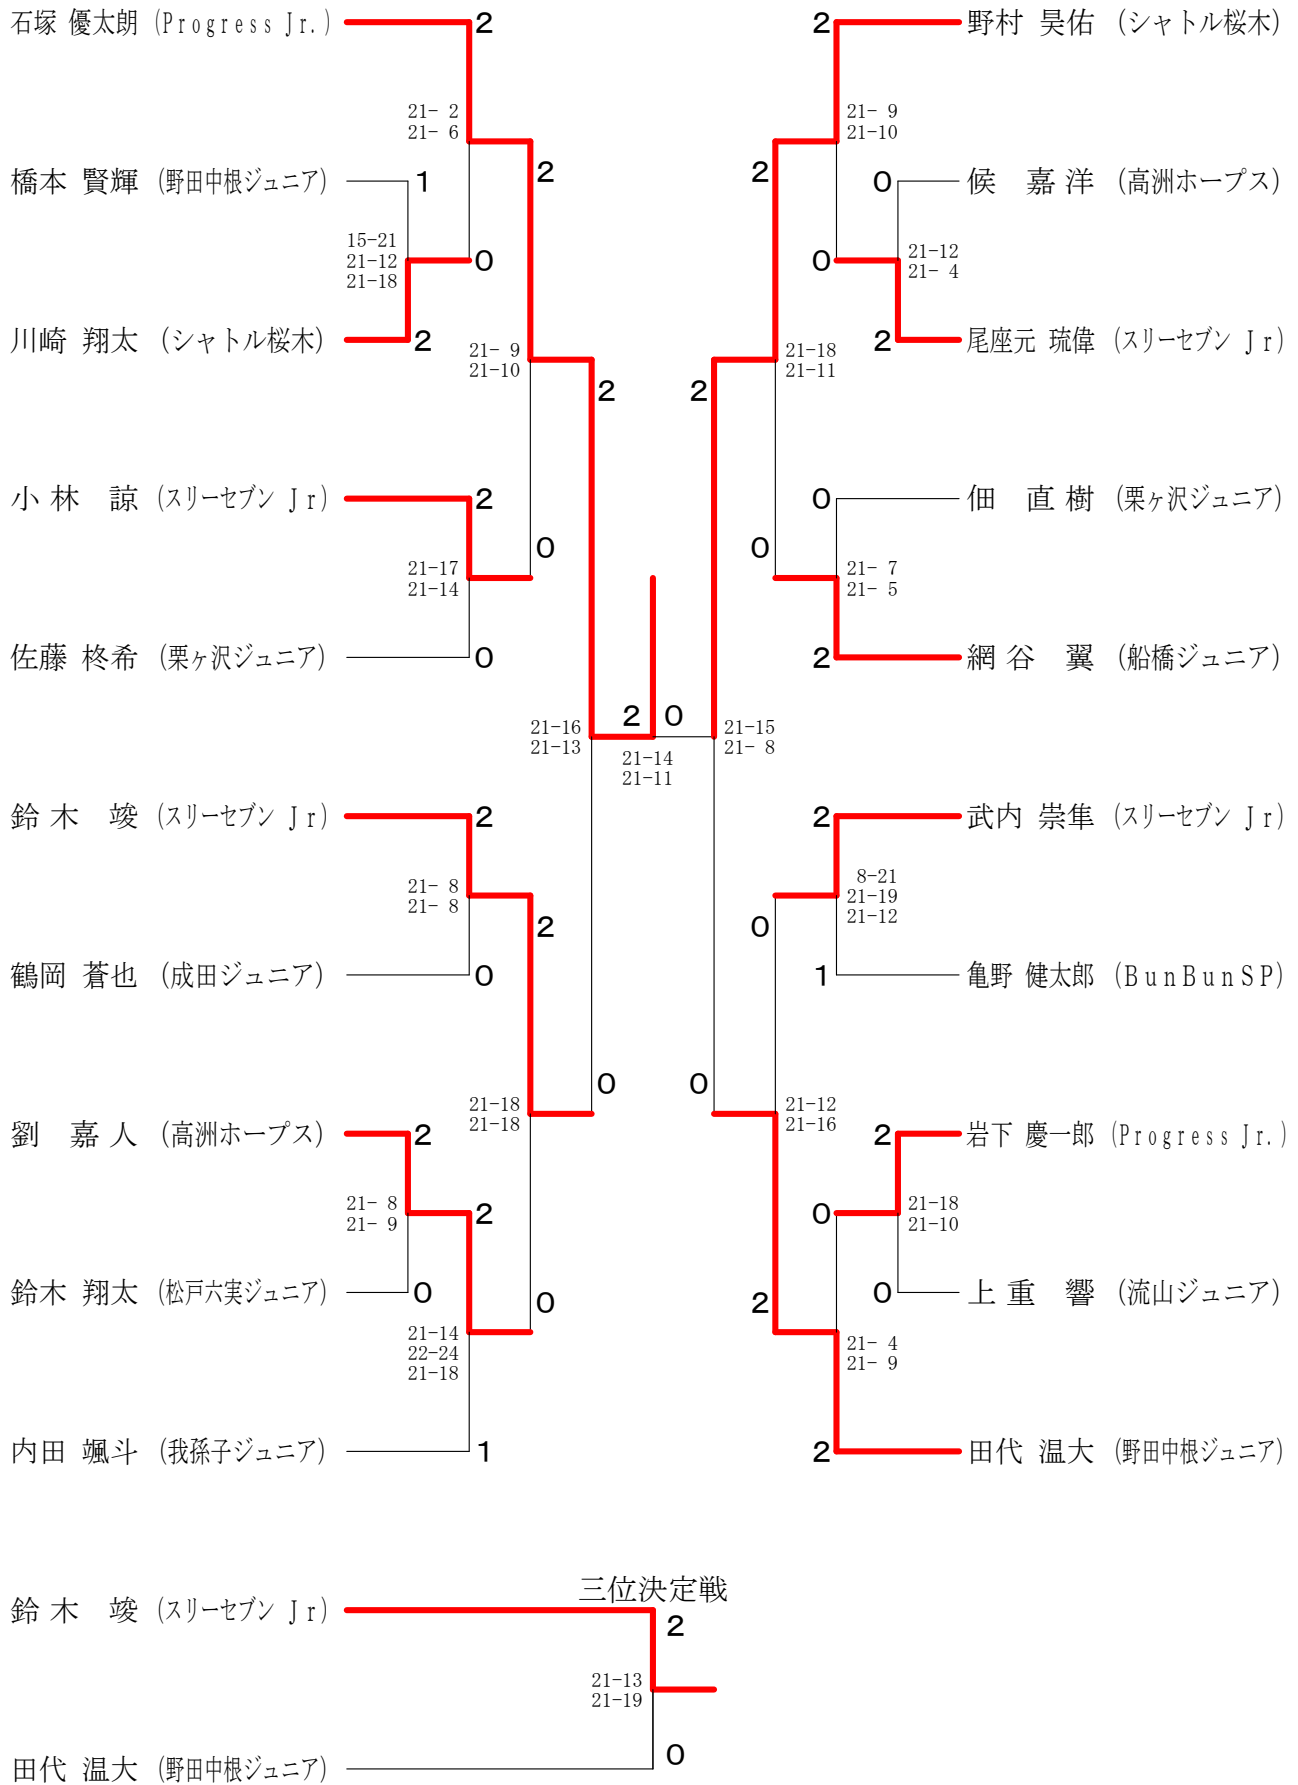 石塚 優太朗 (Progress Jr.) 2
21- 2
21- 6
橋本 賢輝 (野田中根ジュニア) 1
2
15-21
21-12
21-18
0
川崎 翔太 (シャトル桜木) 2
21- 9
21-10
2
小林 諒 (スリーセブン Jr) 2
0
21-17
21-14
佐藤 柊希 (栗ヶ沢ジュニア) 0
21-16
21-13
鈴木 竣 (スリーセブン Jr) 2
21- 8
21- 8
2
鶴岡 蒼也 (成田ジュニア) 0
0
21-18
21-18
劉 嘉人 (高洲ホープス) 2
21- 8
21- 9
2
鈴木 翔太 (松戸六実ジュニア) 0
0
21-14
22-24
21-18
内田 颯斗 (我孫子ジュニア) 1
2 0
21-14
21-11
2 野村 昊佑 (シャトル桜木)
21- 9
21-10
2
0 侯 嘉洋 (高洲ホープス)
0
21-12
21- 4
2 尾座元 琉偉 (スリーセブン Jr)
21-18
21-11
2
0 佃 直樹 (栗ヶ沢ジュニア)
0
21- 7
21- 5
2 網谷 翼 (船橋ジュニア)
21-15
21- 8
2 武内 崇隼 (スリーセブン Jr)
8-21
21-19
21-12
0
1 亀野 健太郎 (BunBunSP)
0
21-12
21-16
2 岩下 慶一郎 (Progress Jr.)
0
21-18
21-10
0 上重 響 (流山ジュニア)
2
21- 4
21- 9
2 田代 温大 (野田中根ジュニア)
三位決定戦
鈴木 竣 (スリーセブン Jr) 2
21-13
21-19
田代 温大 (野田中根ジュニア) 0